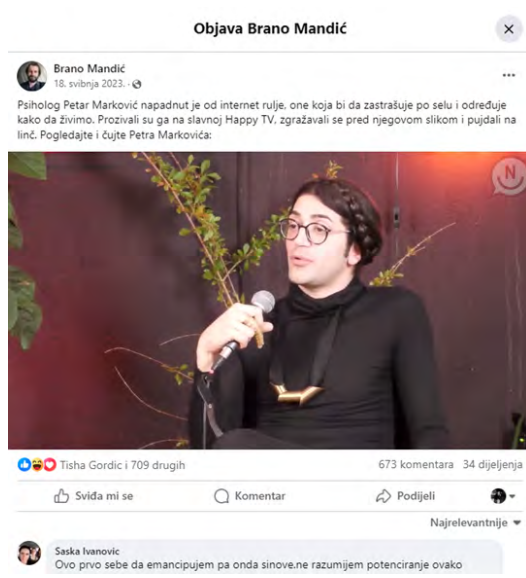 Objava Brano Mandić
Brano Mandić
18. svibnja 2023. ·
Psiholog Petar Marković napadnut je od internet rulje, one koja bi da zastrašuje po selu i određuje
kako da živimo. Prozivali su ga na slavnoj Happy TV, zgražavali se pred njegovom slikom i pujdali na
linč. Pogledajte i čujte Petra Markovića:
N
Tisha Gordic i 709 drugih
673 komentara 34 dijeljenja
Sviđa mi se Komentar Podijeli
Najrelevantnije
Saska Ivanovic
Ovo prvo sebe da emancipujem pa onda sinove.ne razumijem potenciranje ovako